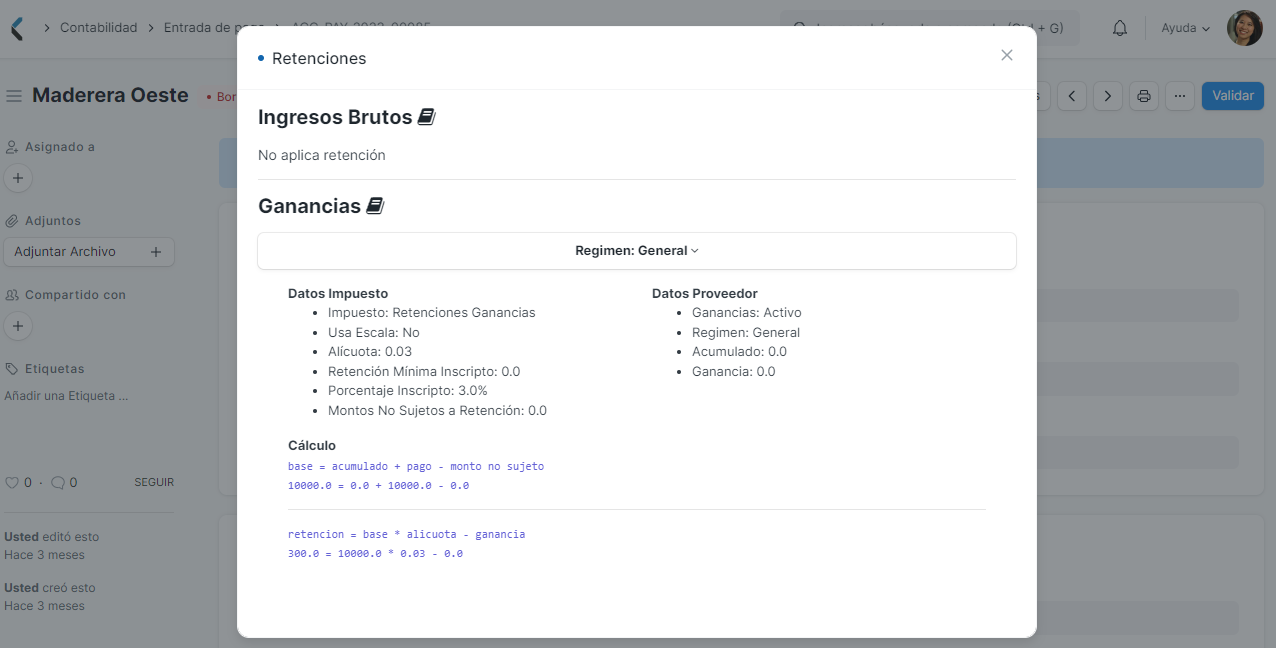 Contabilidad
Entrada de
Maderera Oeste
Bor
Ayuda
Validar
Asignado a
Adjuntos
Adjuntar Archivo
Compartido con
Etiquetas
Añadir una Etiqueta ...
0 · 0 SEGUIR
Usted editó esto
Hace 3 meses
Usted creó esto
Hace 3 meses
Retenciones
Ingresos Brutos
No aplica retención
Ganancias
Regimen: General
Datos Impuesto
Impuesto: Retenciones Ganancias
Usa Escala: No
Alícuota: 0.03
Retención Mínima Inscripto: 0.0
Porcentaje Inscripto: 3.0%
Montos No Sujetos a Retención: 0.0
Datos Proveedor
Ganancias: Activo
Regimen: General
Acumulado: 0.0
Ganancia: 0.0
Cálculo
base = acumulado + pago - monto no sujeto
10000.0 = 0.0 + 10000.0 - 0.0
retencion = base * alicuota - ganancia
300.0 = 10000.0 * 0.03 - 0.0